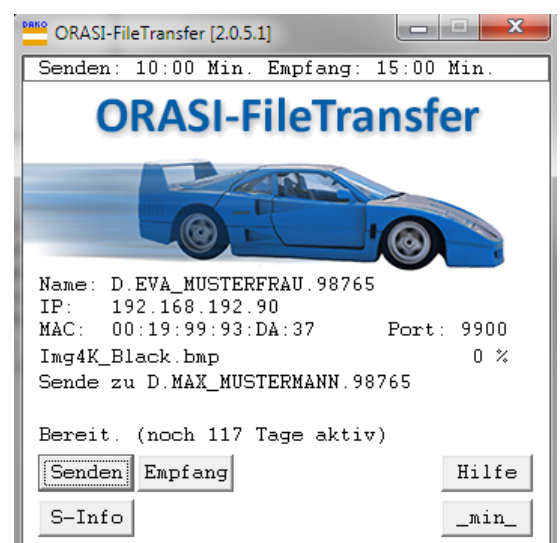 DAKO ORASI-FileTransfer [2.0.5.1]
Senden: 10:00 Min. Empfang: 15:00 Min.
ORASI-FileTransfer
Name: D.EVA_MUSTERFRAU.98765
IP: 192.168.192.90
MAC: 00:19:99:93:DA:37 Port: 9900
Img4K_Black.bmp 0 %
Sende zu D.MAX_MUSTERMANN.98765
Bereit. (noch 117 Tage aktiv)
Senden Empfang Hilfe
S-Info _min_